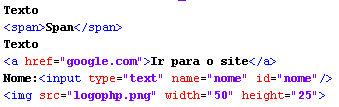 Texto
<span>Span</span>
Texto
<a href="google.com">Ir para o site</a>
Nome:<input type="text" name="nome" id="nome"/>
<img src="logophp.png" width="50" height="25">